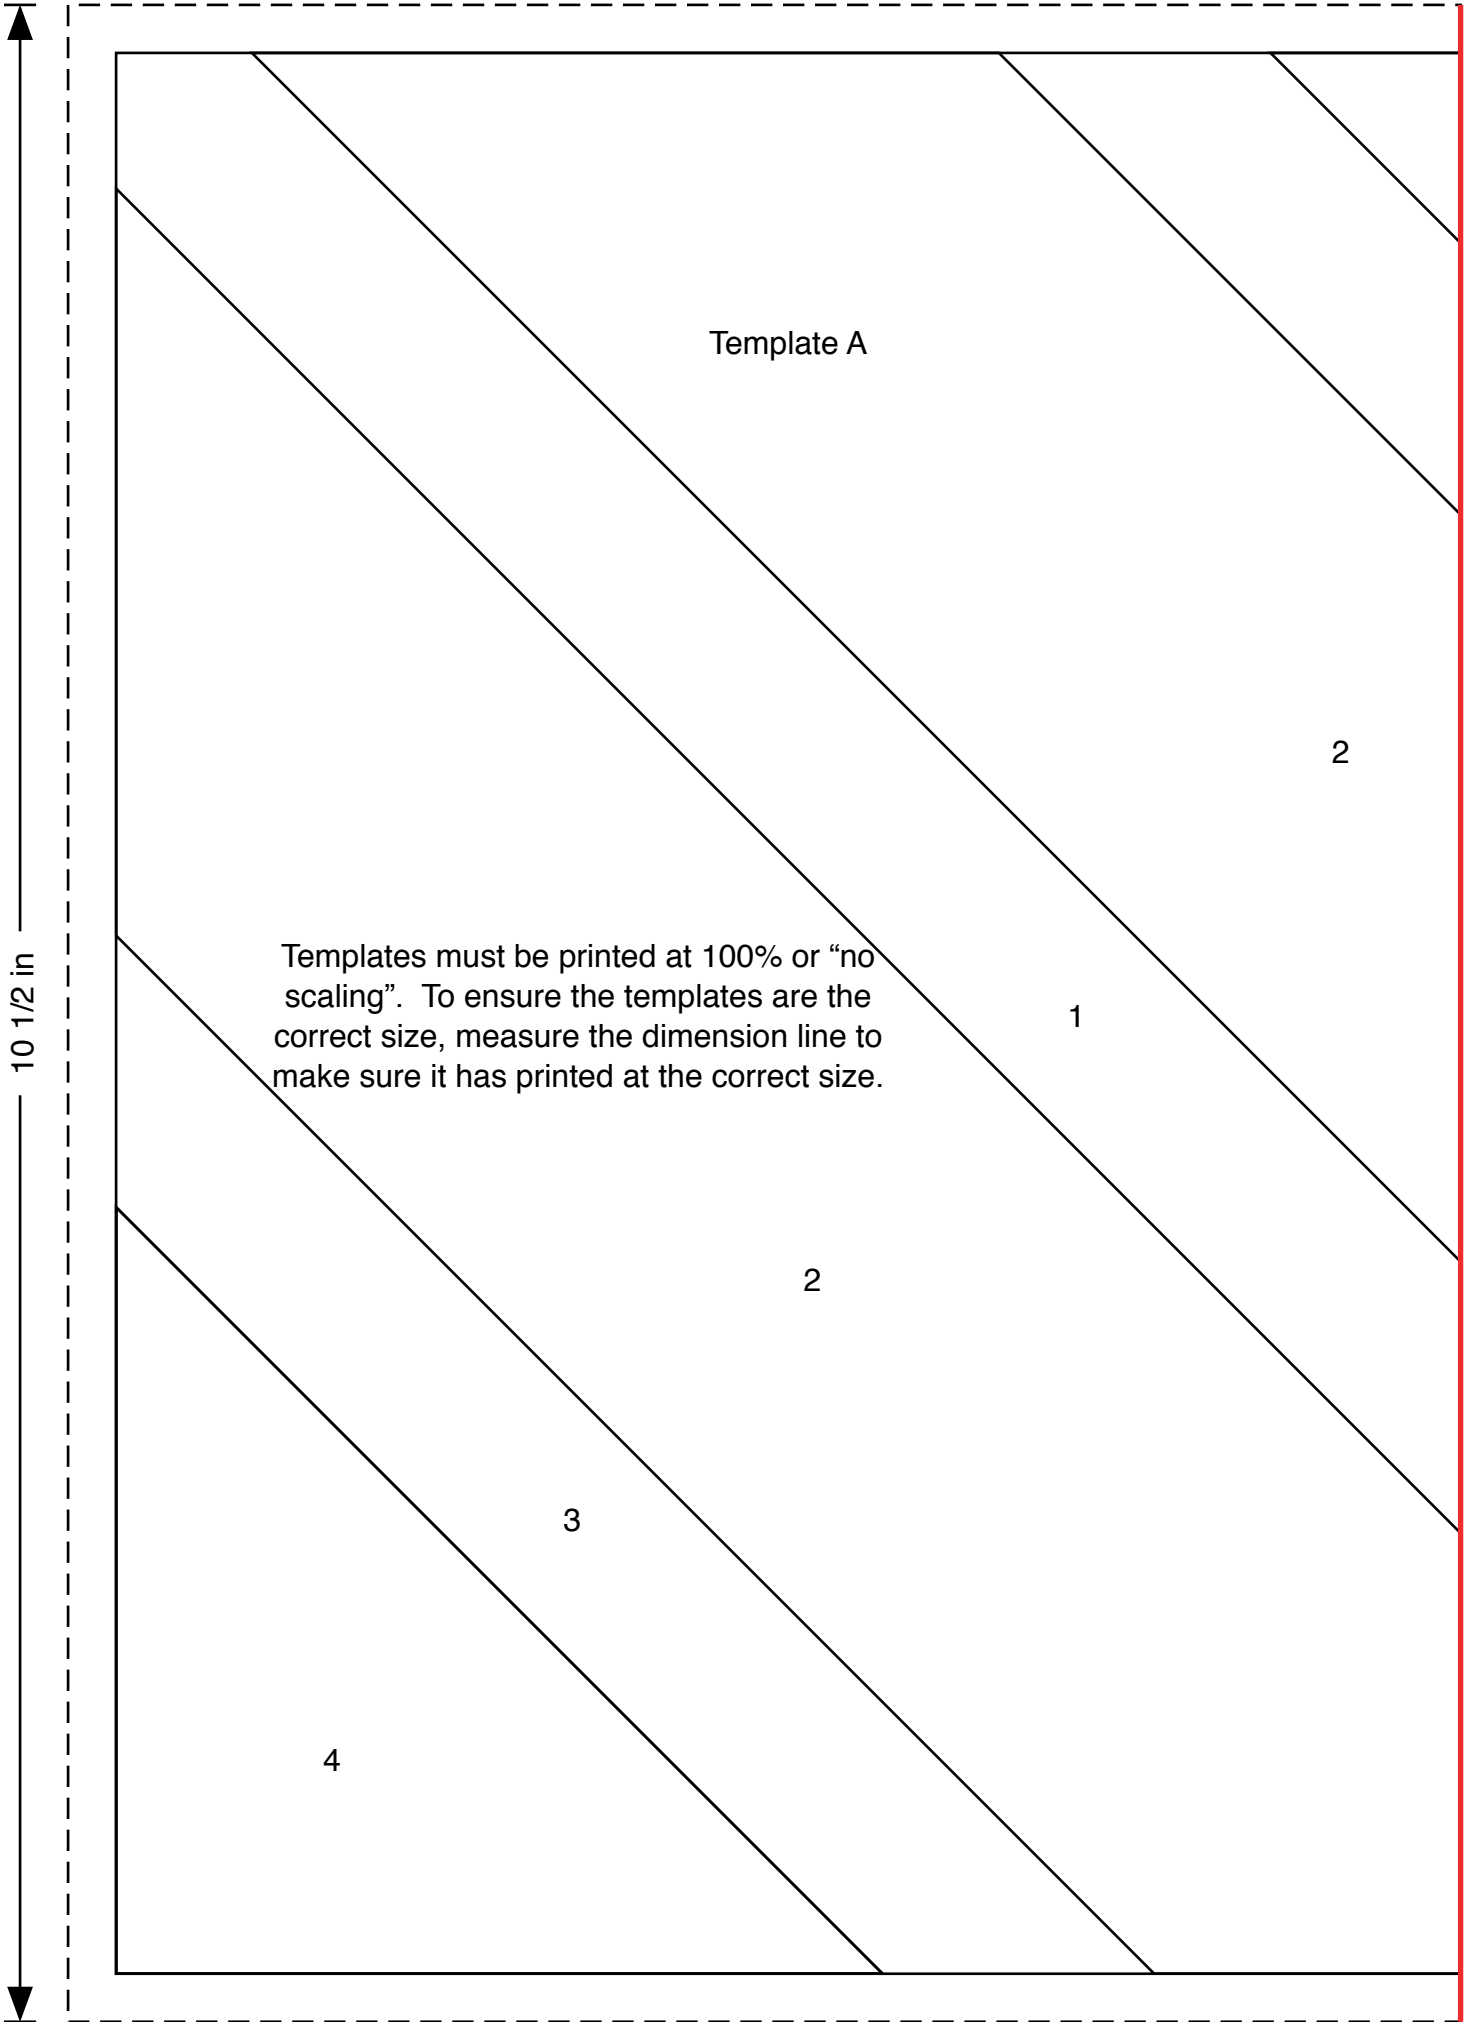 Template A
2
10 1/2 in
Templates must be printed at 100% or “no
scaling”.  To ensure the templates are the
correct size, measure the dimension line to
make sure it has printed at the correct size.
1
2
3
4